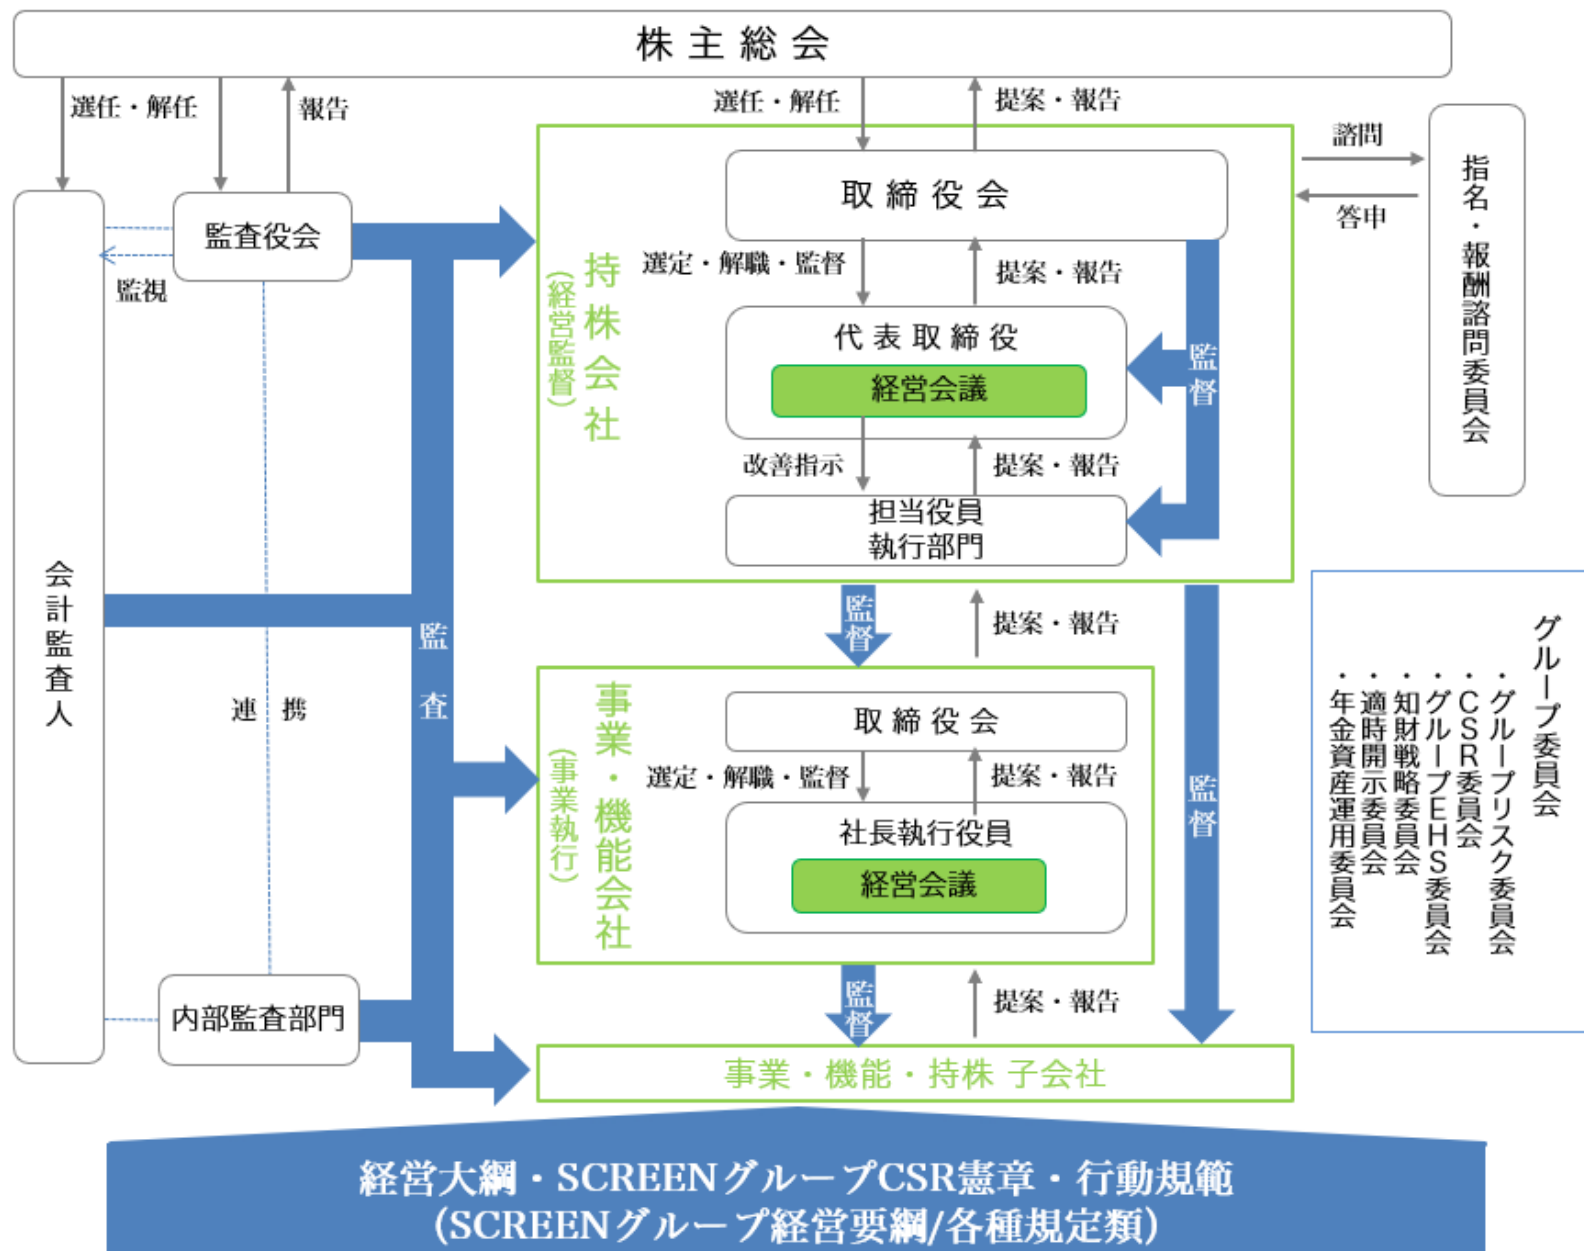 株主総会
選任・解任
報告
選任・解任
提案・報告
諮問
答申
指名・報酬諮問委員会
会計監査人
監査役会
監視
連携
内部監査部門
監査
持株会社
(経営監督)
取締役会
選定・解職・監督
提案・報告
代表取締役
経営会議
監督
改善指示
提案・報告
担当役員
執行部門
監督
提案・報告
監督
事業・機能会社
(事業執行)
取締役会
選定・解職・監督
提案・報告
社長執行役員
経営会議
監督
提案・報告
事業・機能・持株 子会社
グループ委員会
・グループリスク委員会
・CSR委員会
・グループEHS委員会
・知財戦略委員会
・適時開示委員会
・年金資産運用委員会
経営大綱・SCREENグループCSR憲章・行動規範
(SCREENグループ経営要綱/各種規定類)